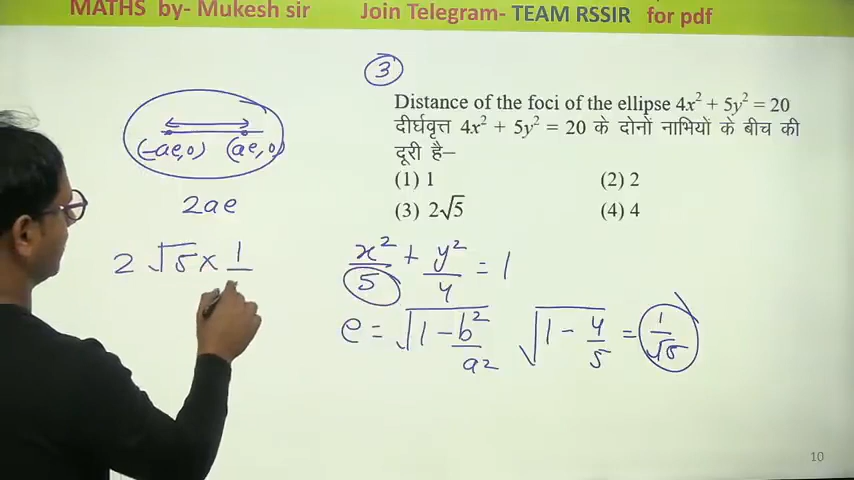 MATHS by- Mukesh sir Join Telegram- TEAM RSSIR for pdf
3
Distance of the foci of the ellipse 4x² + 5y² = 20
दीर्घवृत्त 4x² + 5y² = 20 के दोनों नाभियों के बीच की
दूरी है–
(1) 1 (2) 2
(3) 2√5 (4) 4
(-ae,0) (ae,0)
2ae
2 √5 × 1
x²/5 + y²/4 = 1
e = √(1 - b²/a²) √(1 - 4/5) = 1/√5
10